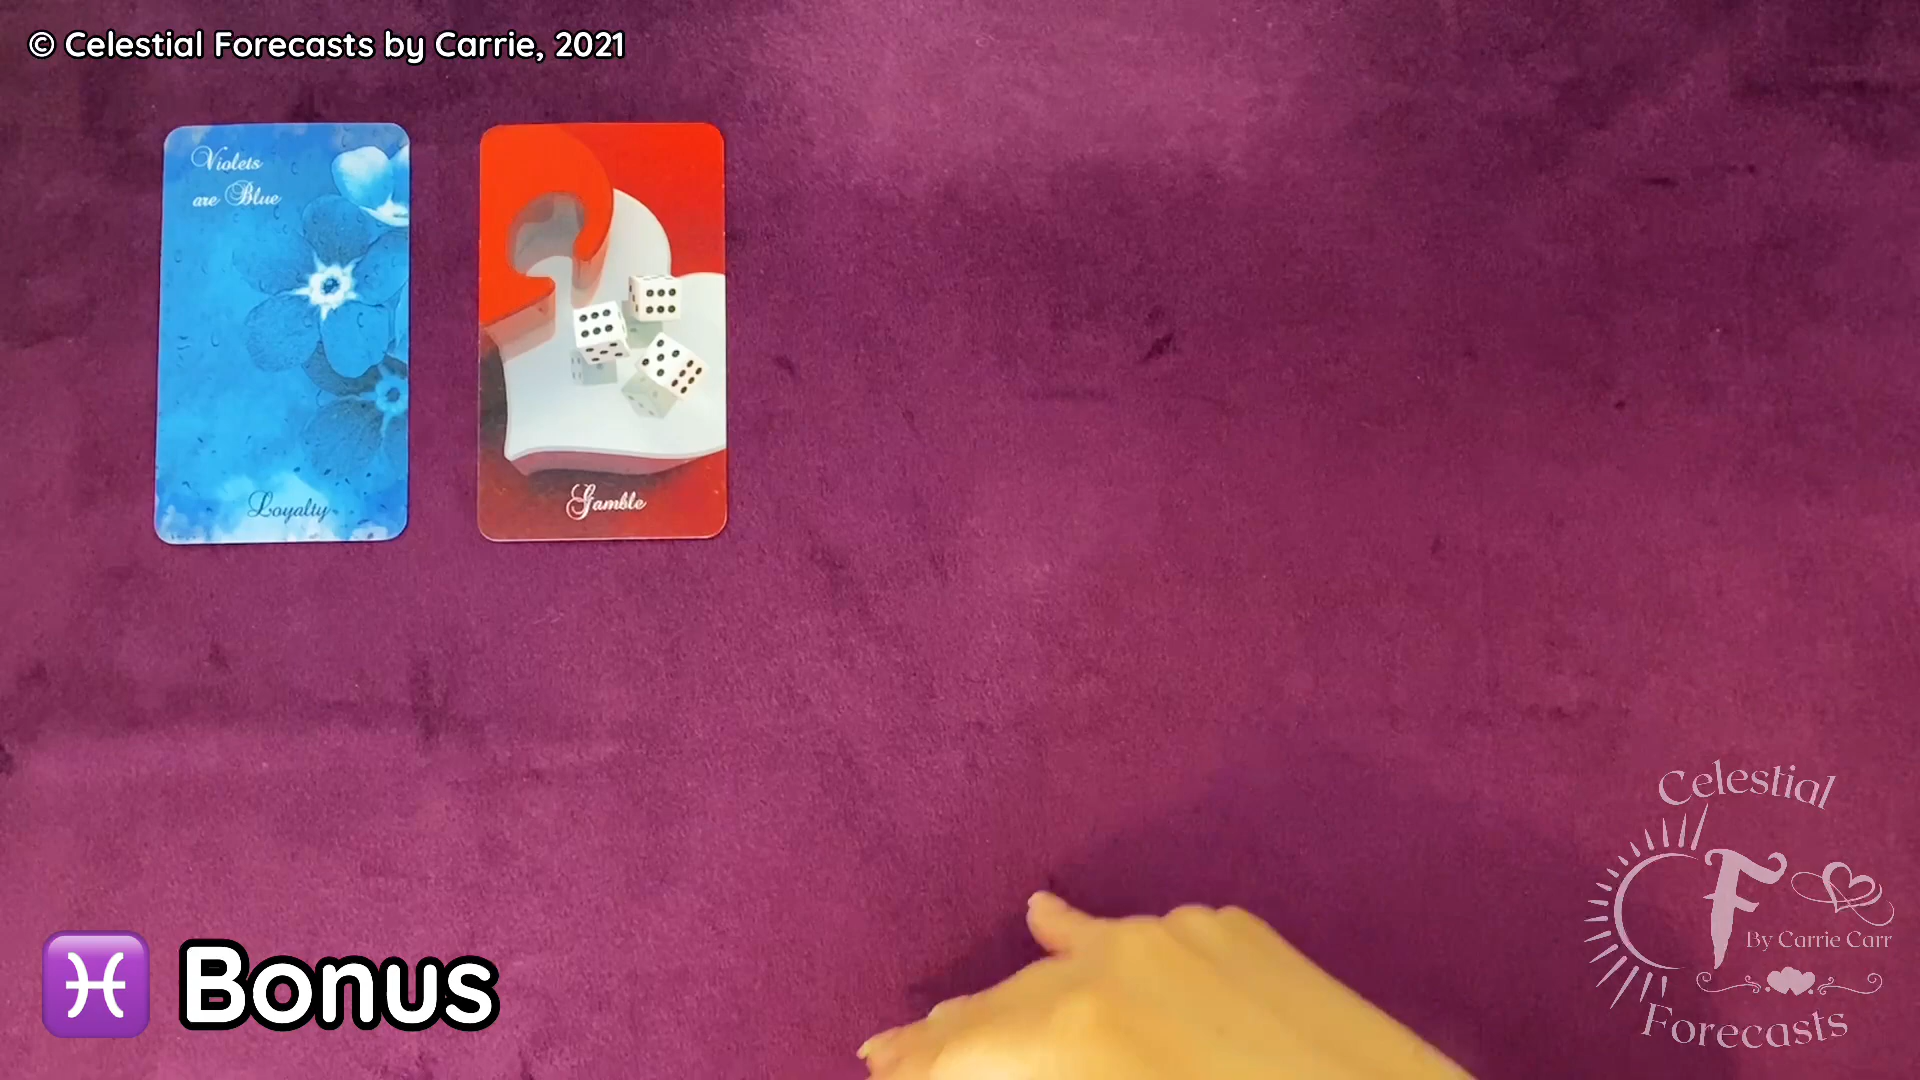 © Celestial Forecasts by Carrie, 2021
Violets
are Blue
Loyalty
Gamble
♓ Bonus
Celestial
F
By Carrie Carr
Forecasts